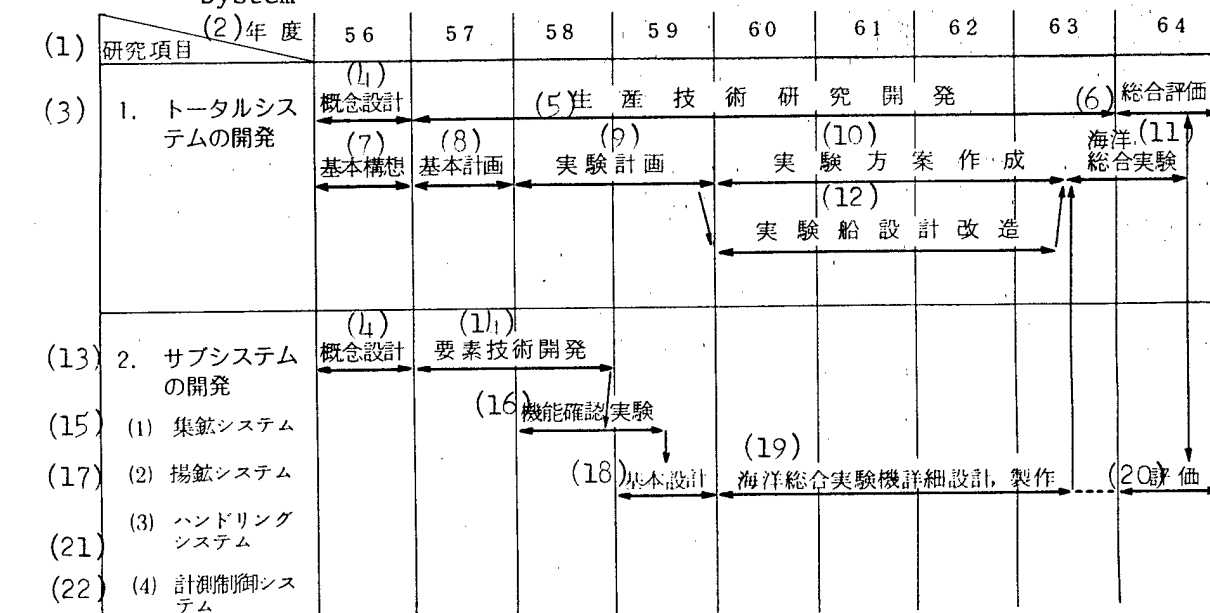 System
(2)年度 56 57 58 59 60 61 62 63 64
(1) 研究項目
(4)
(3) 1. トータルシス 概念設計 (5)生産技術研究開発 (6) 総合評価
テムの開発 (7) (8) (9) (10) 海洋 (11)
基本構想 基本計画 実験計画 実験方案作成 総合実験
(12)
実験船設計改造
(4) (14)
(13) 2. サブシステム 概念設計 要素技術開発
の開発
(16) 機能確認実験
(15) (1) 集鉱システム
(19)
(17) (2) 揚鉱システム (18) 基本設計 海洋総合実験機詳細設計, 製作 (20) 評価
(3) ハンドリング
(21) システム
(22) (4) 計測制御シス
テム